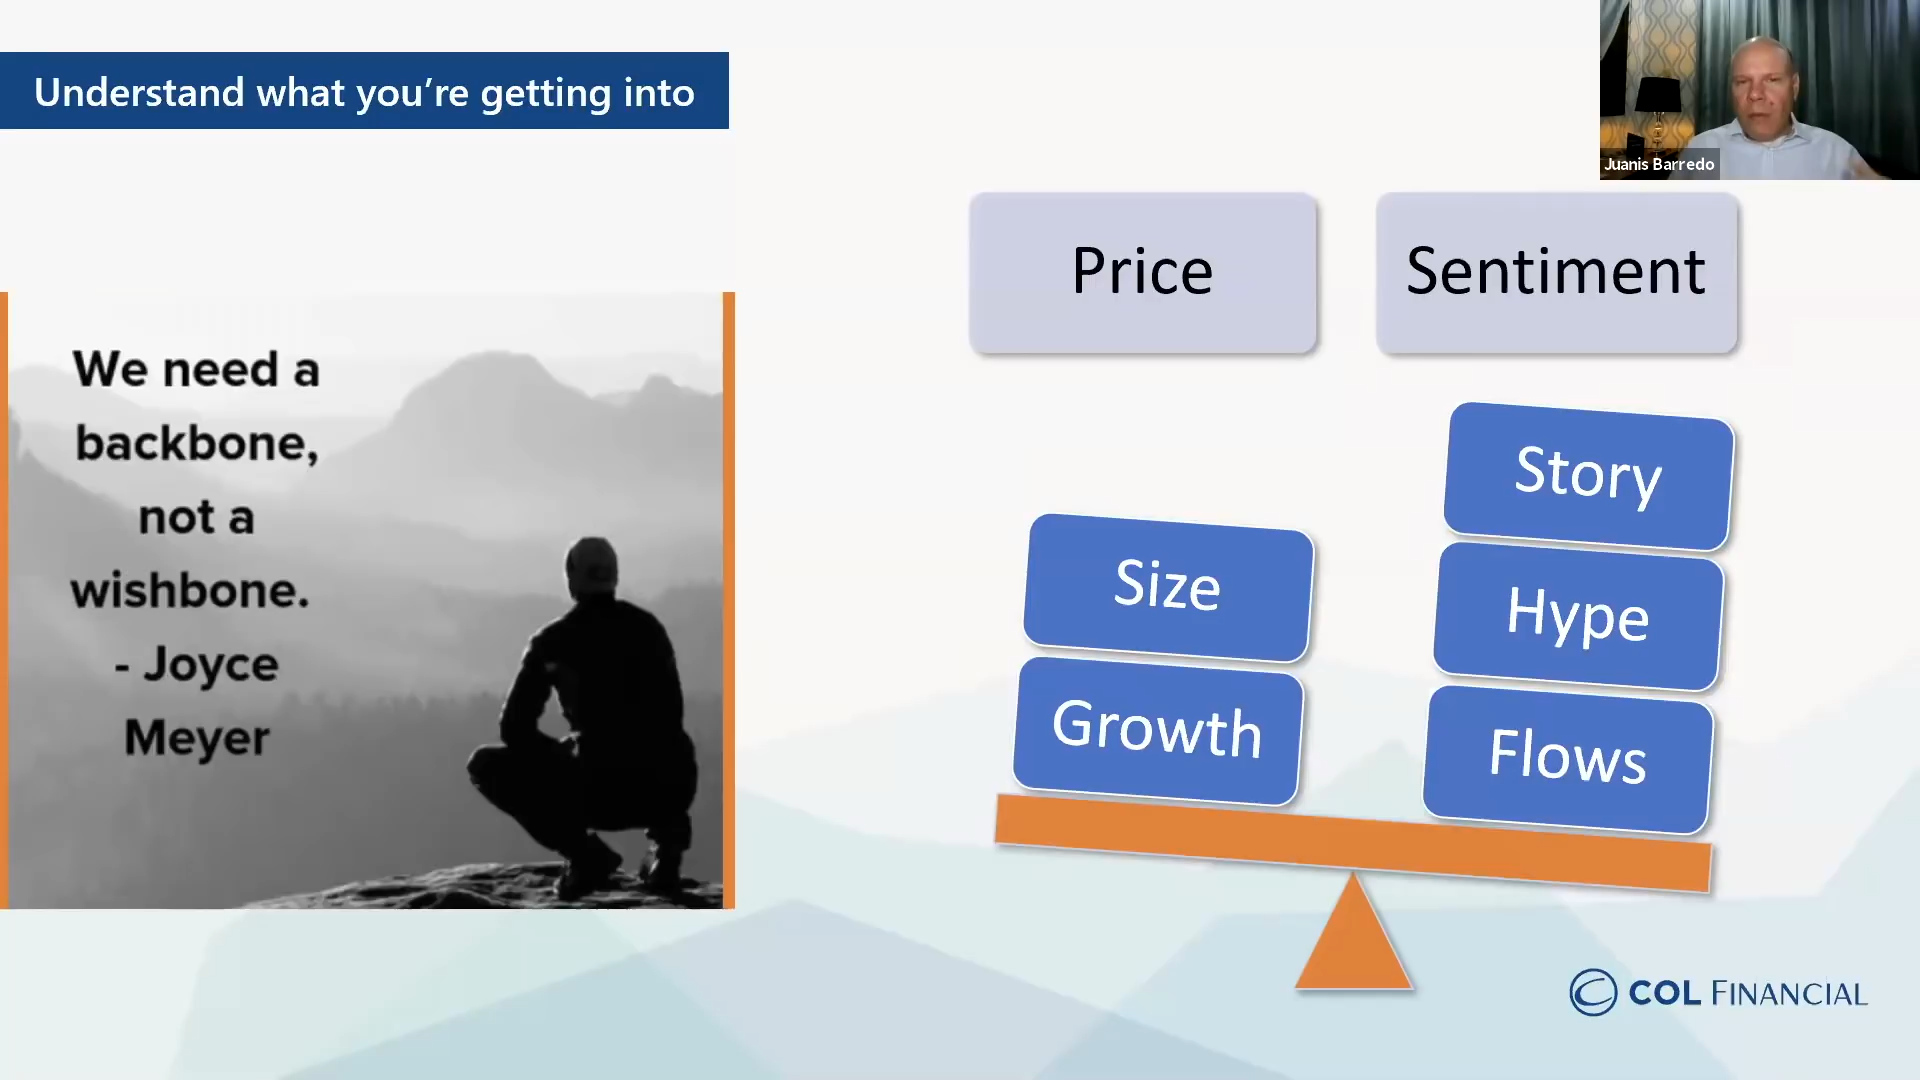 Understand what you're getting into
Juanis Barredo
We need a
backbone,
not a
wishbone.
- Joyce
Meyer
Price
Sentiment
Size
Growth
Story
Hype
Flows
COL FINANCIAL